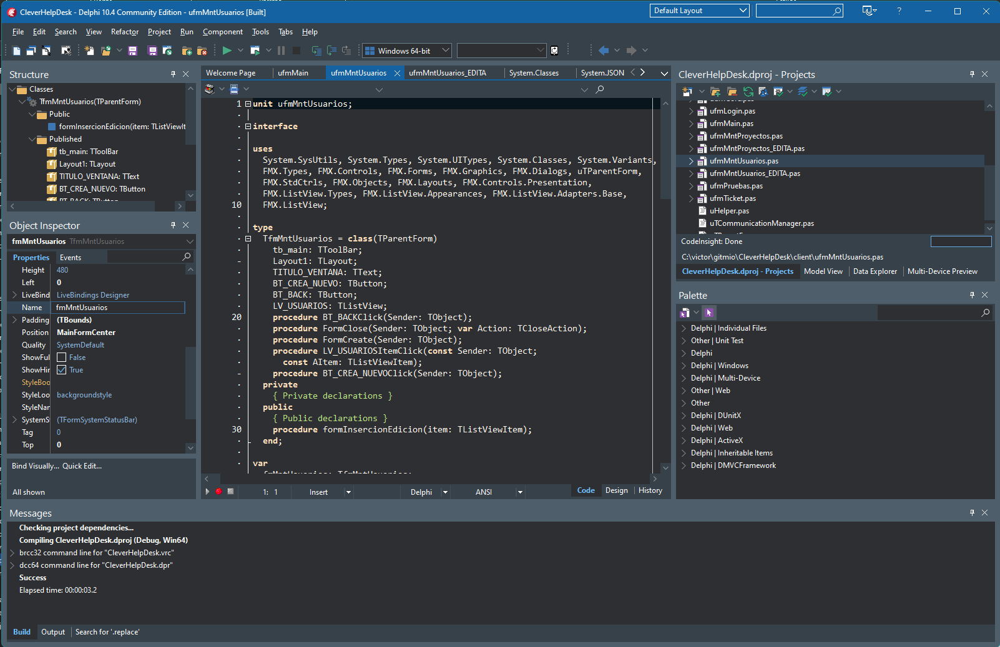 CleverHelpDesk - Delphi 10.4 Community Edition - ufmMntUsuarios [Built]
Default Layout
?
File Edit Search View Refactor Project Run Component Tools Tabs Help
Windows 64-bit
Structure
Classes
TfmMntUsuarios(TParentForm)
Public
formInsercionEdicion(item: TListViewIt
Published
tb_main: TToolBar
Layout1: TLayout
TITULO_VENTANA: TText
BT_CREA_NUEVO: TButton
BT_BACK: TButton
Object Inspector
fmMntUsuarios TfmMntUsuarios
Properties Events
Height 480
Left 0
LiveBind LiveBindings Designer
Name fmMntUsuarios
Padding (TBounds)
Position MainFormCenter
Quality SystemDefault
ShowFul False
ShowHir True
StyleBoo
StyleLoo backgroundstyle
StyleNar
SystemS (TFormSystemStatusBar)
Tag 0
Top 0
Bind Visually... Quick Edit...
All shown
Welcome Page ufmMain ufmMntUsuarios ufmMntUsuarios_EDITA System.Classes System.JSON
1 unit ufmMntUsuarios;
interface
uses
System.SysUtils, System.Types, System.UITypes, System.Classes, System.Variants,
FMX.Types, FMX.Controls, FMX.Forms, FMX.Graphics, FMX.Dialogs, uTParentForm,
FMX.StdCtrls, FMX.Objects, FMX.Layouts, FMX.Controls.Presentation,
FMX.ListView.Types, FMX.ListView.Appearances, FMX.ListView.Adapters.Base,
10 FMX.ListView;
type
TfmMntUsuarios = class(TParentForm)
tb_main: TToolBar;
Layout1: TLayout;
TITULO_VENTANA: TText;
BT_CREA_NUEVO: TButton;
BT_BACK: TButton;
LV_USUARIOS: TListView;
20 procedure BT_BACKClick(Sender: TObject);
procedure FormClose(Sender: TObject; var Action: TCloseAction);
procedure FormCreate(Sender: TObject);
procedure LV_USUARIOSItemClick(const Sender: TObject;
const AItem: TListViewItem);
procedure BT_CREA_NUEVOClick(Sender: TObject);
private
{ Private declarations }
public
{ Public declarations }
30 procedure formInsercionEdicion(item: TListViewItem);
end;
var
fmMntUsuarios: TfmMntUsuarios;
1: 1 Insert Delphi ANSI Code Design History
CleverHelpDesk.dproj - Projects
ufmLogin.pas
ufmMain.pas
ufmMntProyectos.pas
ufmMntProyectos_EDITA.pas
ufmMntUsuarios.pas
ufmMntUsuarios_EDITA.pas
ufmPruebas.pas
ufmTicket.pas
uHelper.pas
uTCommunicationManager.pas
CodeInsight: Done
C:\victor\gitmio\CleverHelpDesk\client\ufmMntUsuarios.pas
CleverHelpDesk.dproj - Projects Model View Data Explorer Multi-Device Preview
Palette
Delphi | Individual Files
Other | Unit Test
Delphi
Delphi | Windows
Delphi | Multi-Device
Other | Web
Other
Delphi | DUnitX
Delphi | Web
Delphi | ActiveX
Delphi | Inheritable Items
Delphi | DMVCFramework
Messages
Checking project dependencies...
Compiling CleverHelpDesk.dproj (Debug, Win64)
brcc32 command line for "CleverHelpDesk.vrc"
dcc64 command line for "CleverHelpDesk.dpr"
Success
Elapsed time: 00:00:03.2
Build Output Search for '.replace'